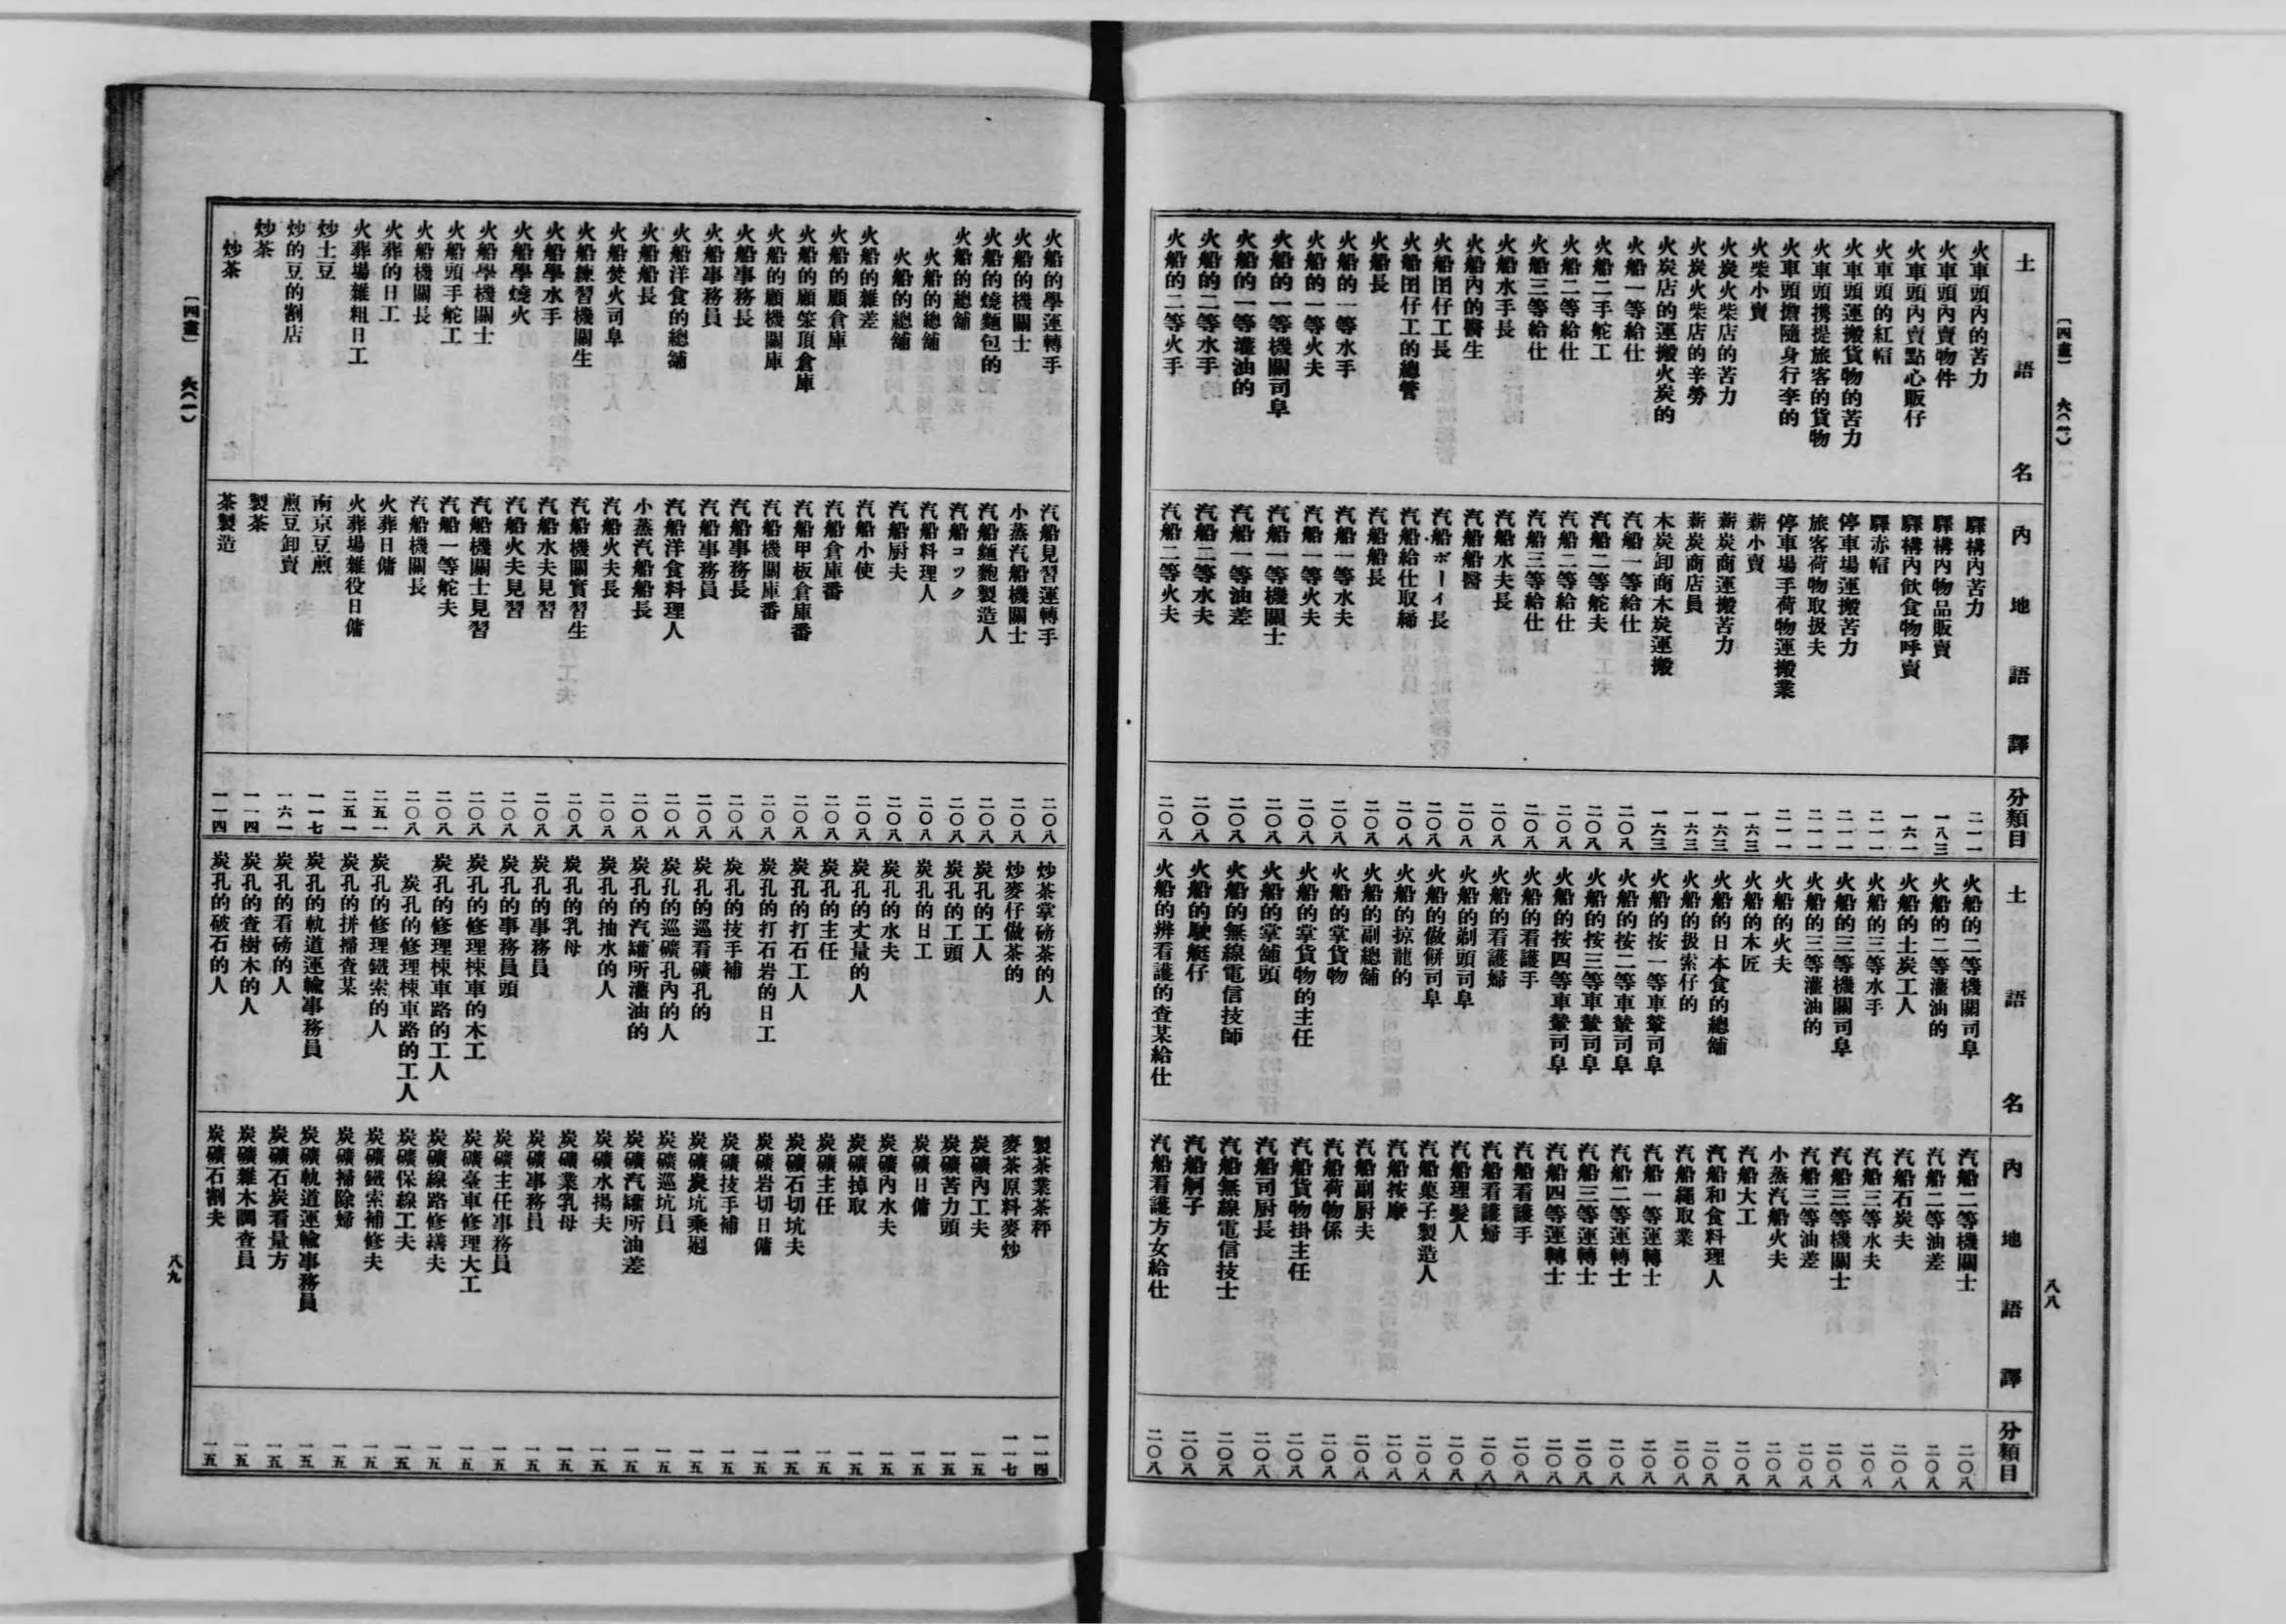 〔四畫〕 火(一)
土語名 內地語譯 分類目
火車頭內的苦力 驛構內苦力 二一一
火車頭內賣物件 驛構內物品販賣 一八三
火車頭內賣點心販仔 驛構內飲食物呼賣 一六一
火車頭的紅帽 驛赤帽 二一一
火車頭運搬貨物的苦力 停車場運搬苦力 二一一
火車頭携提旅客的貨物 旅客荷物取扱夫 二一一
火車頭擔隨身行李的 停車場手荷物運搬業 二一一
火柴小賣 薪小賣 一六三
火炭火柴店的苦力 薪炭商運搬苦力 一六三
火炭火柴店的辛勞 薪炭商店員 一六三
火炭店的運搬火炭的 木炭卸商木炭運搬 一六三
火船一等給仕 汽船一等給仕 二〇八
火船二手舵工 汽船二等舵夫 二〇八
火船二等給仕 汽船二等給仕 二〇八
火船三等給仕 汽船三等給仕 二〇八
火船水手長 汽船水夫長 二〇八
火船內的醫生 汽船船醫 二〇八
火船囝仔工長 汽船ボーイ長 二〇八
火船囝仔工的總管 汽船給仕取締 二〇八
火船長 汽船船長 二〇八
火船的一等水手 汽船一等水夫 二〇八
火船的一等火夫 汽船一等火夫 二〇八
火船的一等機關司阜 汽船一等機關士 二〇八
火船的一等灌油的 汽船一等油差 二〇八
火船的二等水手 汽船二等水夫 二〇八
火船的二等火手 汽船二等火夫 二〇八
土語名 內地語譯 分類目
火船的二等機關司阜 汽船二等機關士 二〇八
火船的二等灌油的 汽船二等油差 二〇八
火船的土炭工人 汽船石炭夫 二〇八
火船的三等水手 汽船三等水夫 二〇八
火船的三等機關司阜 汽船三等機關士 二〇八
火船的三等灌油的 汽船三等油差 二〇八
火船的火夫 小蒸汽船火夫 二〇八
火船的木匠 汽船大工 二〇八
火船的日本食的總舖 汽船和食料理人 二〇八
火船的扱索仔的 汽船繩取業 二〇八
火船的按一等車輦司阜 汽船一等運轉士 二〇八
火船的按二等車輦司阜 汽船二等運轉士 二〇八
火船的按三等車輦司阜 汽船三等運轉士 二〇八
火船的按四等車輦司阜 汽船四等運轉士 二〇八
火船的看護手 汽船看護手 二〇八
火船的看護婦 汽船看護婦 二〇八
火船的剃頭司阜 汽船理髮人 二〇八
火船的做餅司阜 汽船菓子製造人 二〇八
火船的掠龍的 汽船按摩 二〇八
火船的副總舖 汽船副厨夫 二〇八
火船的掌貨物 汽船荷物係 二〇八
火船的掌貨物的主任 汽船貨物掛主任 二〇八
火船的掌舖頭 汽船司厨長 二〇八
火船的無線電信技師 汽船無線電信技士 二〇八
火船的駛艇仔 汽船舸子 二〇八
火船的辨看護的查某給仕 汽船看護方女給仕 二〇八
八八
〔四畫〕 火(一)
火船的學運轉手 汽船見習運轉手 二〇八
火船的機關士 小蒸汽船機關士 二〇八
火船的燒麵包的 汽船麵麭製造人 二〇八
火船的總舖 汽船コック 二〇八
火船的總舖 汽船料理人 二〇八
火船的總舖 汽船厨夫 二〇八
火船的雜差 汽船小使 二〇八
火船的顧倉庫 汽船倉庫番 二〇八
火船的顧笨頂倉庫 汽船甲板倉庫番 二〇八
火船的顧機關庫 汽船機關庫番 二〇八
火船事務長 汽船事務長 二〇八
火船事務員 汽船事務員 二〇八
火船洋食的總舖 汽船洋食料理人 二〇八
火船船長 小蒸汽船船長 二〇八
火船焚火司阜 汽船火夫長 二〇八
火船練習機關生 汽船機關實習生 二〇八
火船學水手 汽船水夫見習 二〇八
火船學燒火 汽船火夫見習 二〇八
火船學機關士 汽船機關士見習 二〇八
火船頭手舵工 汽船一等舵夫 二〇八
火船機關長 汽船機關長 二〇八
火葬的日工 火葬日傭 二五一
火葬場雜粗日工 火葬場雜役日傭 二五一
炒土豆 南京豆煎 一一七
炒的豆的割店 煎豆卸賣 一六一
炒茶 製茶 一一四
炒茶 茶製造 一一四
炒茶掌磅茶的人 製茶業茶秤 一一四
炒麥仔做茶的 麥茶原料麥炒 一一七
炭孔的工人 炭礦內工夫 一五
炭孔的工頭 炭礦苦力頭 一五
炭孔的日工 炭礦日傭 一五
炭孔的水夫 炭礦內水夫 一五
炭孔的丈量的人 炭礦掉取 一五
炭孔的主任 炭礦主任 一五
炭孔的打石工人 炭礦石切坑夫 一五
炭孔的打石岩的日工 炭礦岩切日傭 一五
炭孔的技手補 炭礦技手補 一五
炭孔的巡看礦孔的 炭礦炭坑乘廻 一五
炭孔的巡礦孔內的人 炭礦巡坑員 一五
炭孔的汽罐所灌油的 炭礦汽罐所油差 一五
炭孔的抽水的人 炭礦水揚夫 一五
炭孔的乳母 炭礦業乳母 一五
炭孔的事務員 炭礦事務員 一五
炭孔的事務員頭 炭礦主任事務員 一五
炭孔的修理棟車的木工 炭礦臺車修理大工 一五
炭孔的修理棟車路的工人 炭礦線路修繕夫 一五
炭孔的修理棟車路的工人 炭礦保線工夫 一五
炭孔的修理鐵索的人 炭礦鐵索補修夫 一五
炭孔的拼掃查某 炭礦掃除婦 一五
炭孔的軌道運輸事務員 炭礦軌道運輸事務員 一五
炭孔的看磅的人 炭礦石炭看量方 一五
炭孔的查樹木的人 炭礦雜木調查員 一五
炭孔的破石的人 炭礦石割夫 一五
八九